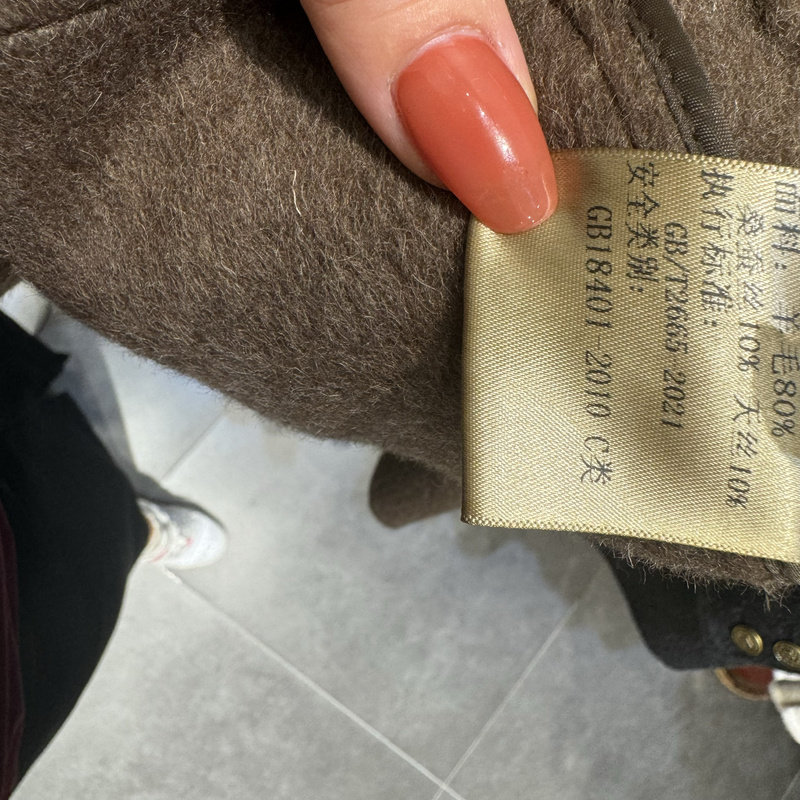 面料：羊毛80%
桑蚕丝10% 天丝10%
执行标准：
GB/T2665 2021
安全类别：
GB18401 2010 C类